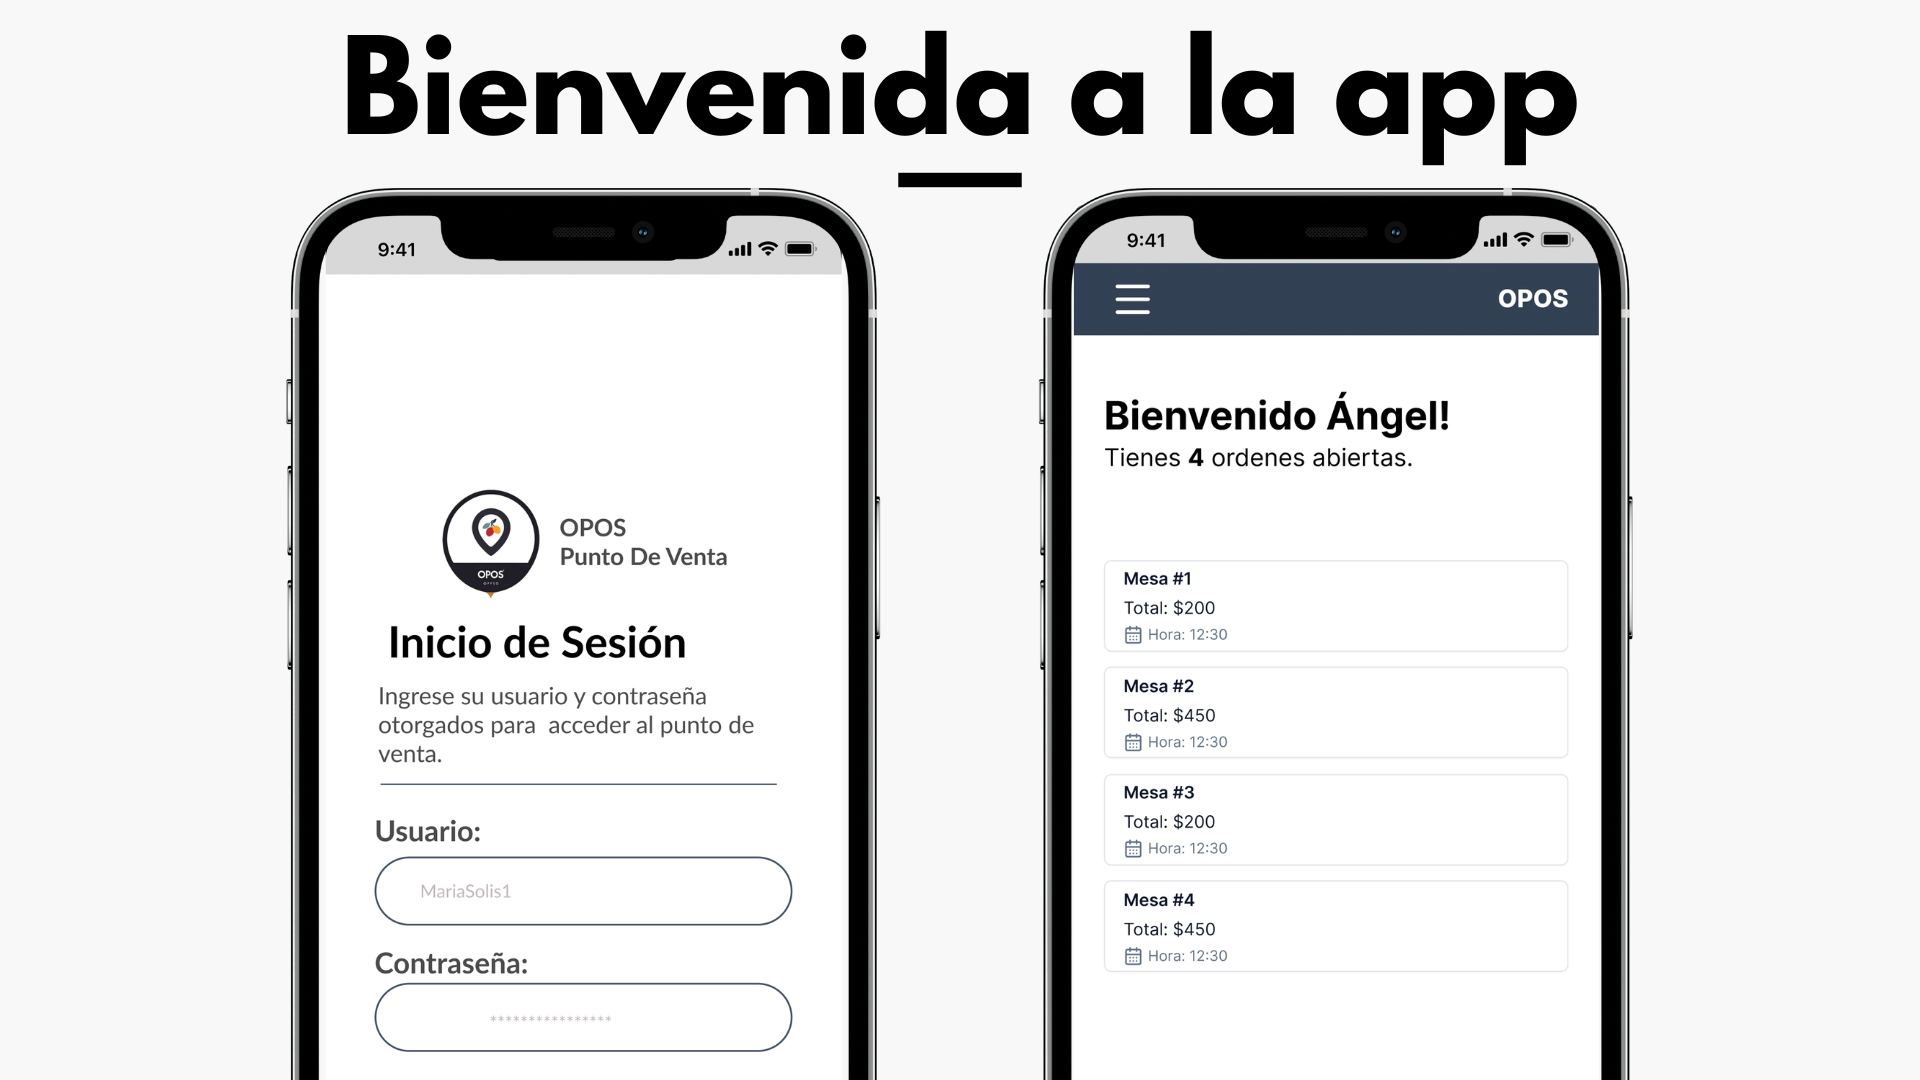 Bienvenida a la app
9:41
OPOS
Punto De Venta
OPOS
Inicio de Sesión
Ingrese su usuario y contraseña
otorgados para  acceder al punto de
venta.
Usuario:
MariaSolis1
Contraseña:
****************
9:41
OPOS
Bienvenido Ángel!
Tienes 4 ordenes abiertas.
Mesa #1
Total: $200
Hora: 12:30
Mesa #2
Total: $450
Hora: 12:30
Mesa #3
Total: $200
Hora: 12:30
Mesa #4
Total: $450
Hora: 12:30